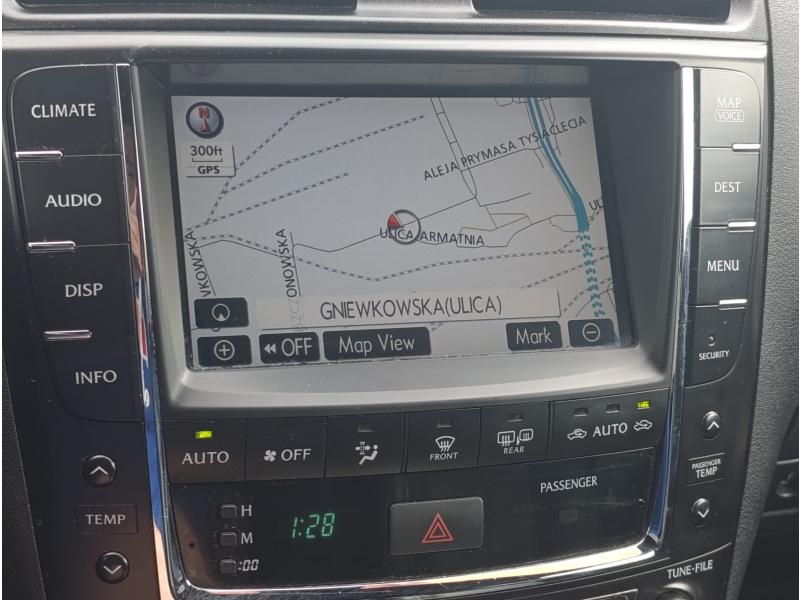 CLIMATE
AUDIO
DISP
INFO
TEMP
N
300ft
GPS
ALEJA PRYMASA TYSIĄCLECIA
UL
ULICA ARMATNIA
GNIEWKOWSKA(ULICA)
OFF
Map View
Mark
MAP
VOICE
DEST
MENU
SECURITY
PASSENGER
TEMP
AUTO
OFF
FRONT
REAR
AUTO
H
M
:00
1:28
PASSENGER
TUNE•FILE